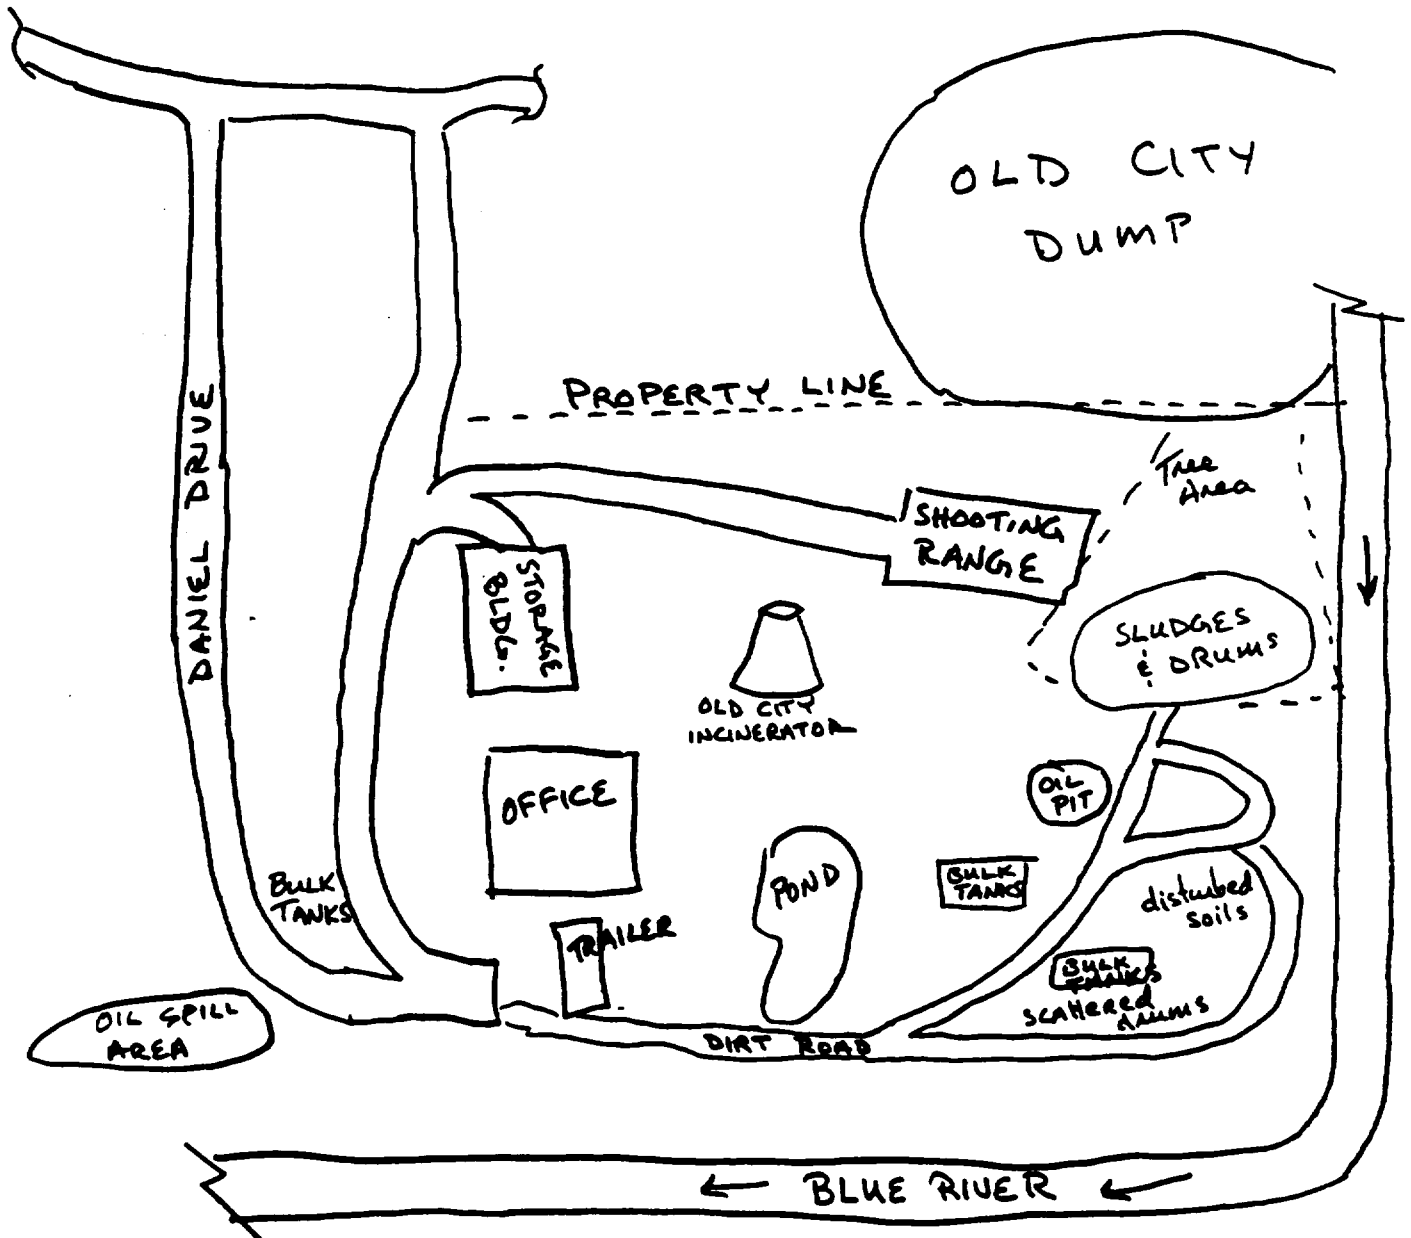 OLD CITY
DUMP
PROPERTY LINE
Tree
Area
SHOOTING
RANGE
DANIEL DRIVE
STORAGE
BLDG.
SLUDGES
& DRUMS
OLD CITY
INCINERATOR
OIL
PIT
OFFICE
BULK
TANKS
POND
BULK
TANKS
disturbed
soils
TRAILER
BULK
TANKS
scattered
drums
OIL SPILL
AREA
DIRT ROAD
BLUE RIVER